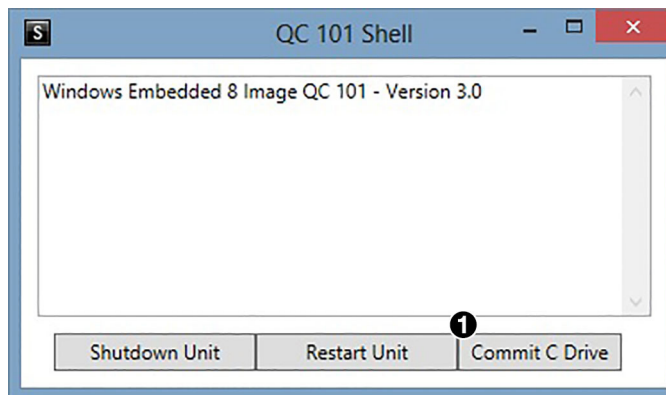 S
QC 101 Shell
Windows Embedded 8 Image QC 101 - Version 3.0
1
Shutdown Unit
Restart Unit
Commit C Drive